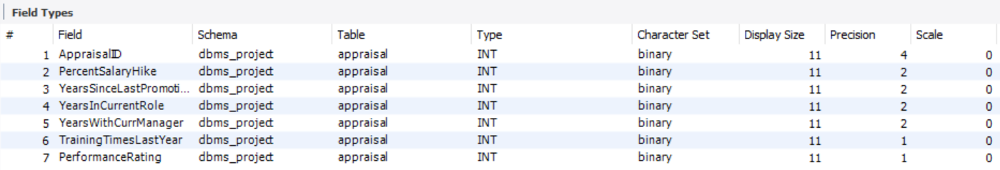 Field Types
# Field Schema Table Type Character Set Display Size Precision Scale
1 AppraisalID dbms_project appraisal INT binary 11 4 0
2 PercentSalaryHike dbms_project appraisal INT binary 11 2 0
3 YearsSinceLastPromoti... dbms_project appraisal INT binary 11 2 0
4 YearsInCurrentRole dbms_project appraisal INT binary 11 2 0
5 YearsWithCurrManager dbms_project appraisal INT binary 11 2 0
6 TrainingTimesLastYear dbms_project appraisal INT binary 11 1 0
7 PerformanceRating dbms_project appraisal INT binary 11 1 0